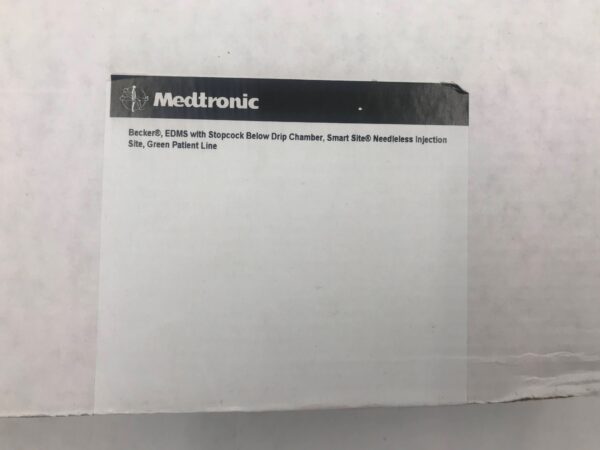 Medtronic
Becker®, EDMS with Stopcock Below Drip Chamber, Smart Site® Needleless Injection
Site, Green Patient Line